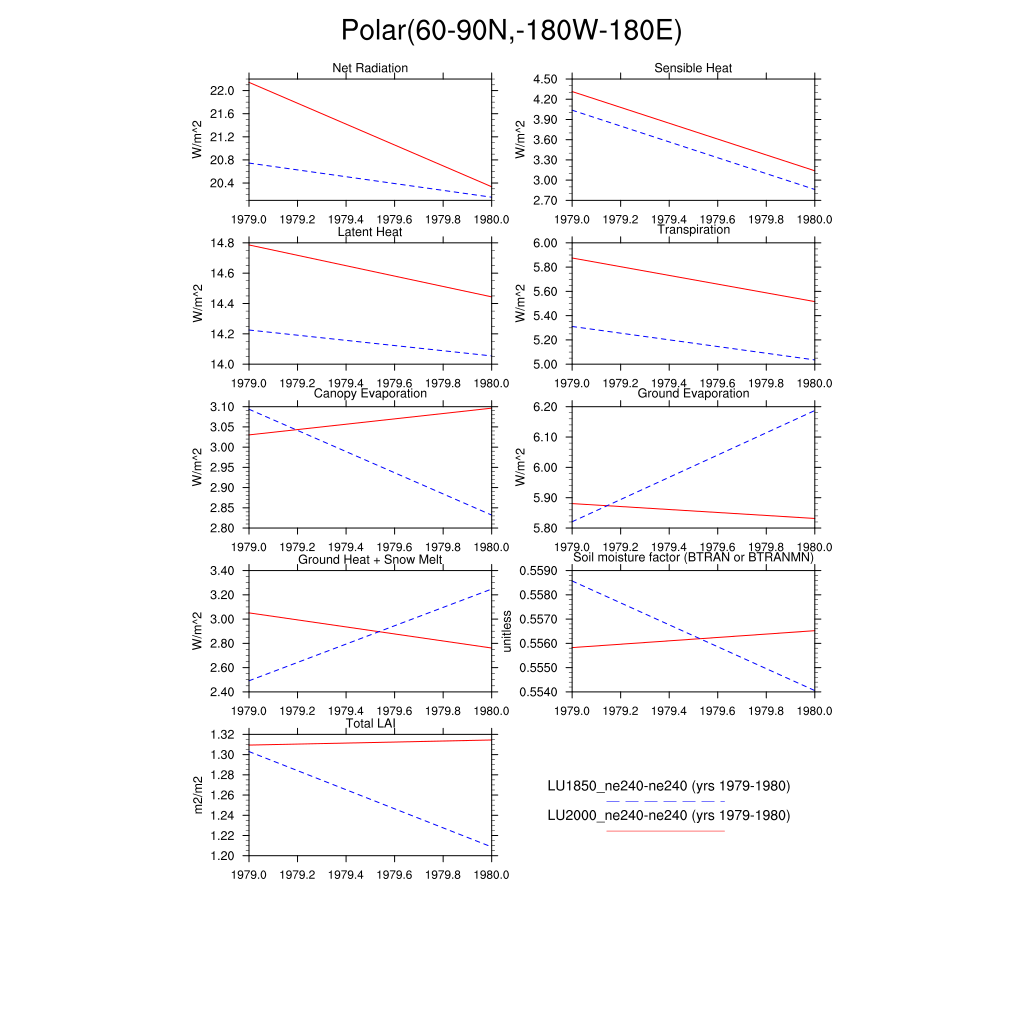 Polar(60-90N,-180W-180E)
Net Radiation
W/m^2
22.0
21.6
21.2
20.8
20.4
1979.0 1979.2 1979.4 1979.6 1979.8 1980.0
Sensible Heat
W/m^2
4.50
4.20
3.90
3.60
3.30
3.00
2.70
1979.0 1979.2 1979.4 1979.6 1979.8 1980.0
Latent Heat
W/m^2
14.8
14.6
14.4
14.2
14.0
1979.0 1979.2 1979.4 1979.6 1979.8 1980.0
Transpiration
W/m^2
6.00
5.80
5.60
5.40
5.20
5.00
1979.0 1979.2 1979.4 1979.6 1979.8 1980.0
Canopy Evaporation
W/m^2
3.10
3.05
3.00
2.95
2.90
2.85
2.80
1979.0 1979.2 1979.4 1979.6 1979.8 1980.0
Ground Evaporation
W/m^2
6.20
6.10
6.00
5.90
5.80
1979.0 1979.2 1979.4 1979.6 1979.8 1980.0
Ground Heat + Snow Melt
W/m^2
3.40
3.20
3.00
2.80
2.60
2.40
1979.0 1979.2 1979.4 1979.6 1979.8 1980.0
Soil moisture factor (BTRAN or BTRANMN)
unitless
0.5590
0.5580
0.5570
0.5560
0.5550
0.5540
1979.0 1979.2 1979.4 1979.6 1979.8 1980.0
Total LAI
m2/m2
1.32
1.30
1.28
1.26
1.24
1.22
1.20
1979.0 1979.2 1979.4 1979.6 1979.8 1980.0
LU1850_ne240-ne240 (yrs 1979-1980)
LU2000_ne240-ne240 (yrs 1979-1980)